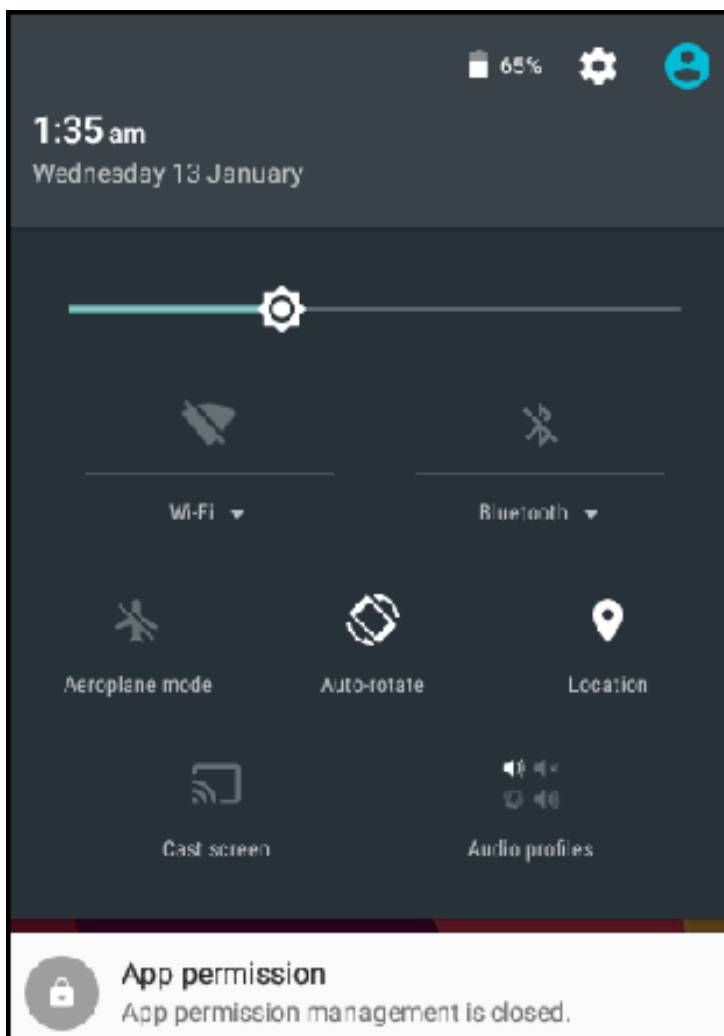 65%
1:35 am
Wednesday 13 January
Wi-Fi
Bluetooth
Aeroplane mode
Auto-rotate
Location
Cast screen
Audio profiles
App permission
App permission management is closed.